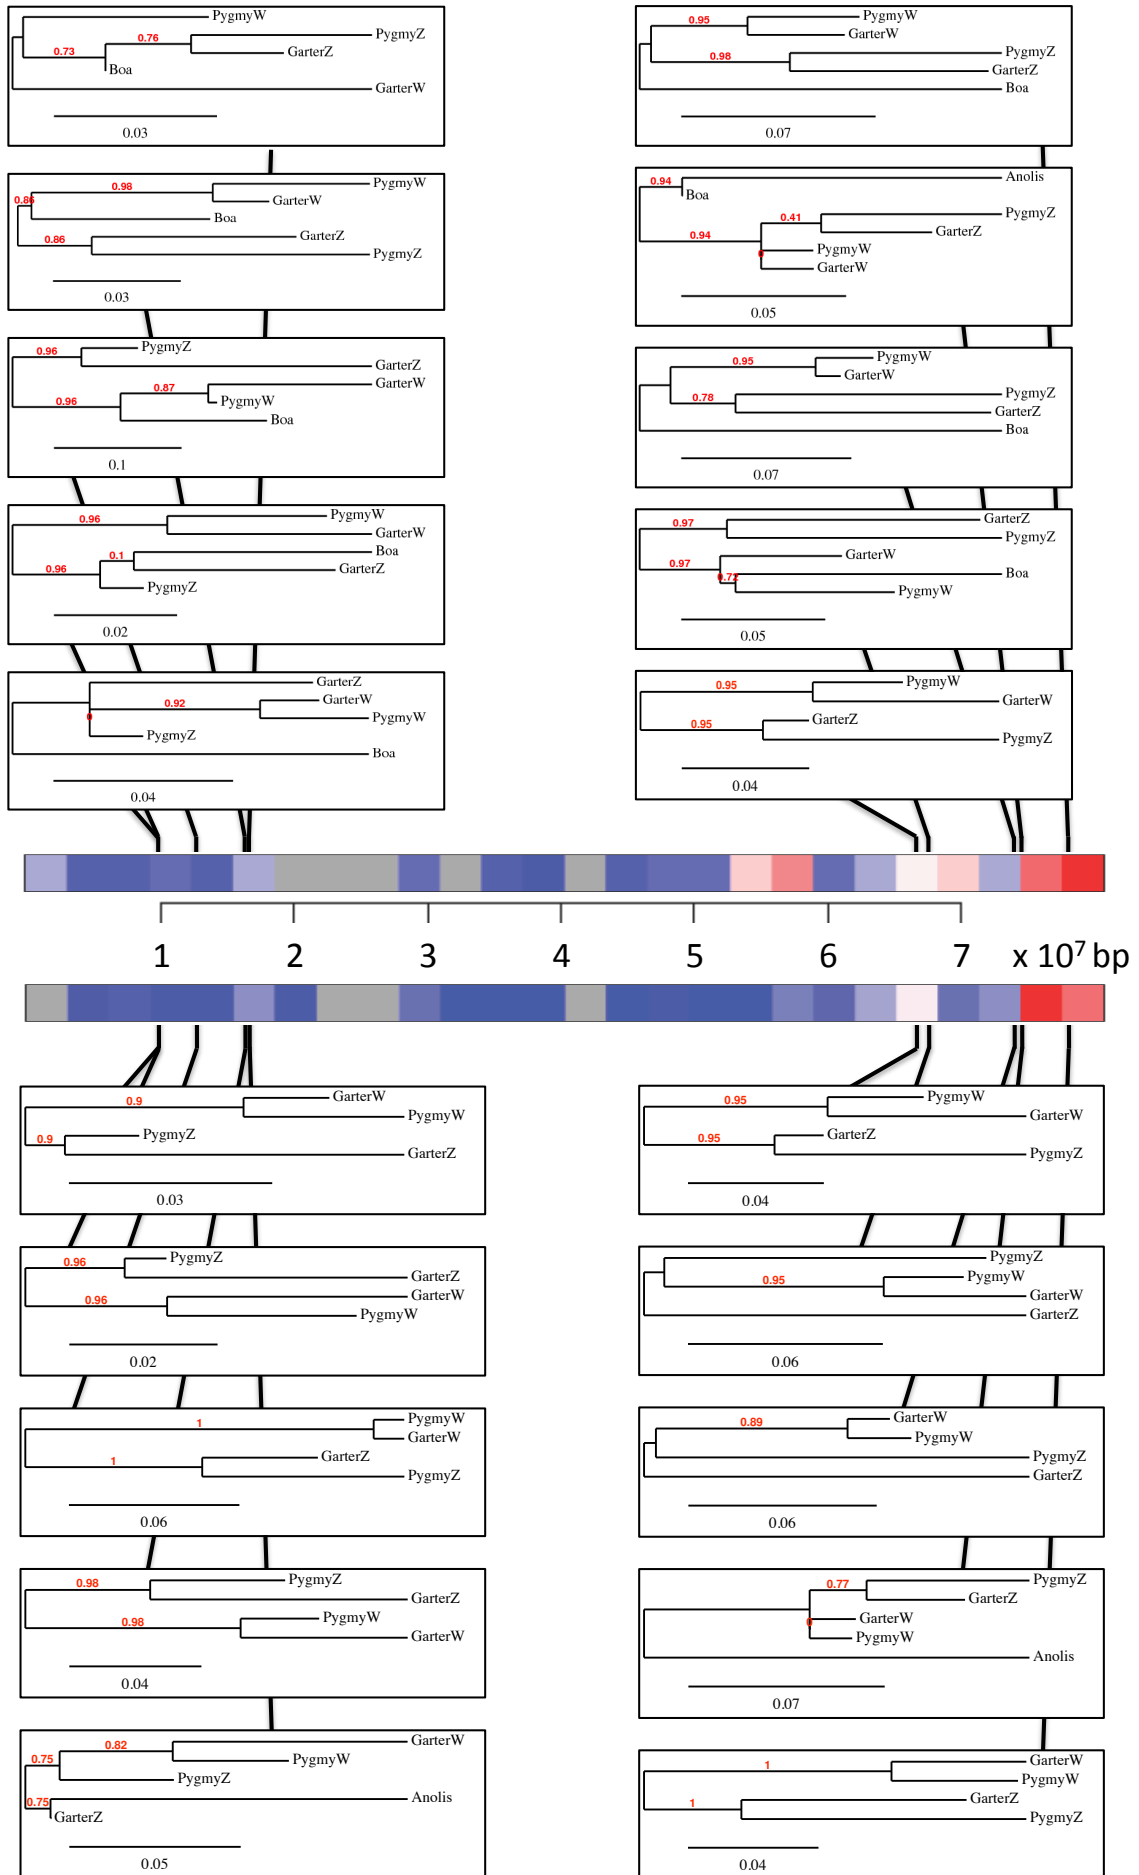 PygmyW
0.76
PygmyZ
0.73
GarterZ
Boa
GarterW
0.03
0.98
PygmyW
0.86
GarterW
Boa
0.86
GarterZ
PygmyZ
0.03
0.96
PygmyZ
GarterZ
0.87
GarterW
0.96
PygmyW
Boa
0.1
0.96
PygmyW
GarterW
0.1
Boa
0.96
GarterZ
PygmyZ
0.02
GarterZ
0.92
GarterW
0
PygmyW
PygmyZ
Boa
0.04
0.95
PygmyW
GarterW
0.98
PygmyZ
GarterZ
Boa
0.07
0.94
Anolis
Boa
0.41
PygmyZ
0.94
GarterZ
0
PygmyW
GarterW
0.05
0.95
PygmyW
GarterW
0.78
PygmyZ
GarterZ
Boa
0.07
0.97
GarterZ
PygmyZ
0.97
GarterW
0.72
Boa
PygmyW
0.05
0.95
PygmyW
GarterW
0.95
GarterZ
PygmyZ
0.04
1 2 3 4 5 6 7 x 10⁷ bp
0.9
GarterW
PygmyW
0.9
PygmyZ
GarterZ
0.03
0.96
PygmyZ
GarterZ
0.96
GarterW
PygmyW
0.02
1
PygmyW
GarterW
1
GarterZ
PygmyZ
0.06
0.98
PygmyZ
GarterZ
0.98
PygmyW
GarterW
0.04
0.82
GarterW
0.75
PygmyW
PygmyZ
0.75
Anolis
GarterZ
0.05
0.95
PygmyW
GarterW
0.95
GarterZ
PygmyZ
0.04
PygmyZ
0.95
PygmyW
GarterW
GarterZ
0.06
0.89
GarterW
PygmyW
PygmyZ
GarterZ
0.06
0.77
PygmyZ
GarterZ
0
GarterW
PygmyW
Anolis
0.07
1
GarterW
PygmyW
1
GarterZ
PygmyZ
0.04